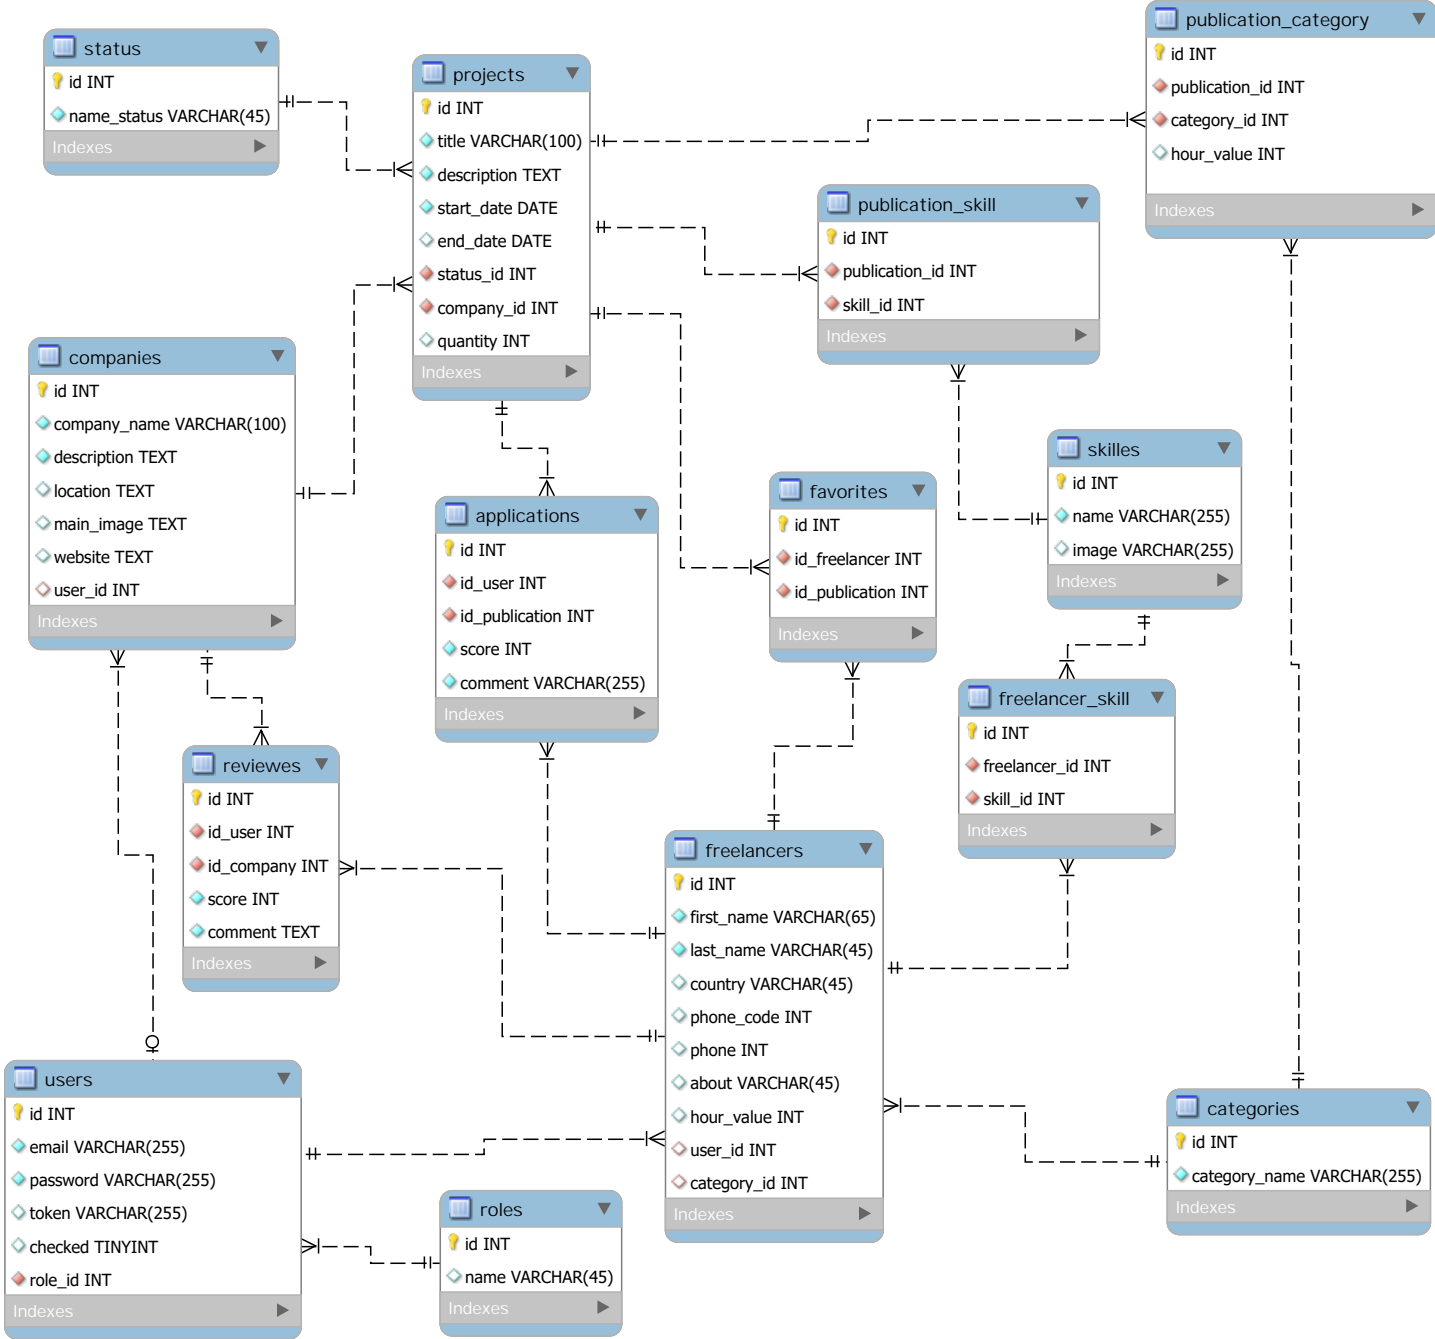 status
id INT
name_status VARCHAR(45)
Indexes
projects
id INT
title VARCHAR(100)
description TEXT
start_date DATE
end_date DATE
status_id INT
company_id INT
quantity INT
Indexes
publication_category
id INT
publication_id INT
category_id INT
hour_value INT
Indexes
publication_skill
id INT
publication_id INT
skill_id INT
Indexes
companies
id INT
company_name VARCHAR(100)
description TEXT
location TEXT
main_image TEXT
website TEXT
user_id INT
Indexes
applications
id INT
id_user INT
id_publication INT
score INT
comment VARCHAR(255)
Indexes
favorites
id INT
id_freelancer INT
id_publication INT
Indexes
skilles
id INT
name VARCHAR(255)
image VARCHAR(255)
Indexes
freelancer_skill
id INT
freelancer_id INT
skill_id INT
Indexes
reviewes
id INT
id_user INT
id_company INT
score INT
comment TEXT
Indexes
freelancers
id INT
first_name VARCHAR(65)
last_name VARCHAR(45)
country VARCHAR(45)
phone_code INT
phone INT
about VARCHAR(45)
hour_value INT
user_id INT
category_id INT
Indexes
users
id INT
email VARCHAR(255)
password VARCHAR(255)
token VARCHAR(255)
checked TINYINT
role_id INT
Indexes
roles
id INT
name VARCHAR(45)
Indexes
categories
id INT
category_name VARCHAR(255)
Indexes